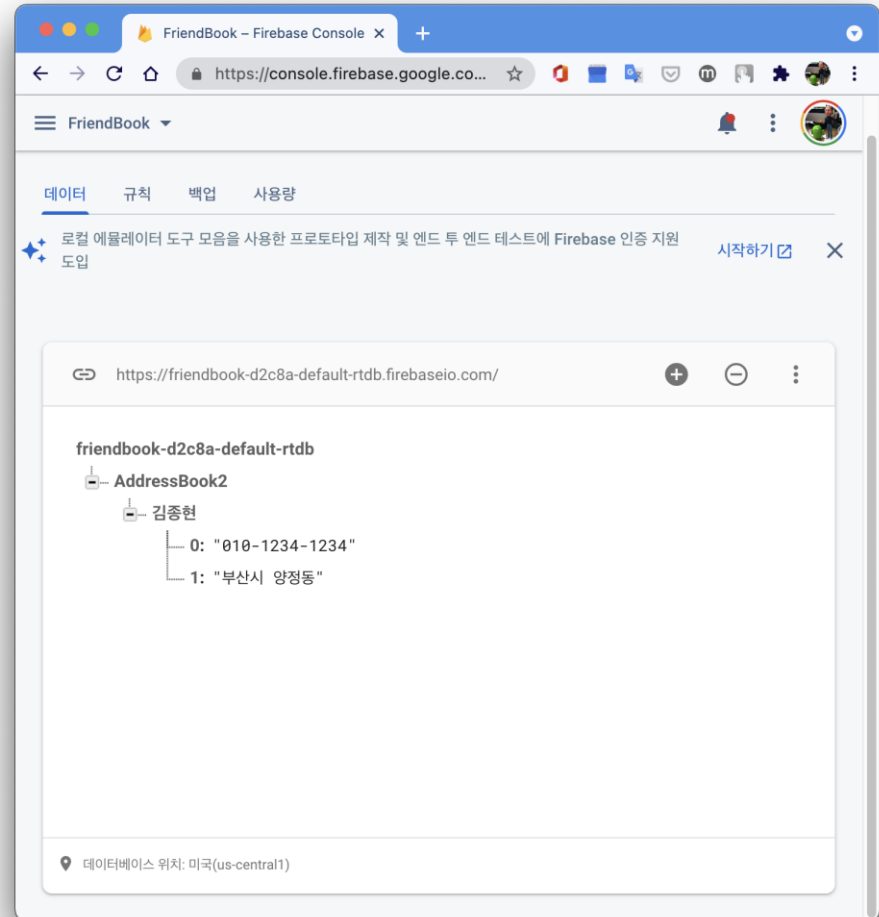 FriendBook – Firebase Console
https://console.firebase.google.co...
FriendBook
데이터 규칙 백업 사용량
로컬 에뮬레이터 도구 모음을 사용한 프로토타입 제작 및 엔드 투 엔드 테스트에 Firebase 인증 지원
도입
시작하기
https://friendbook-d2c8a-default-rtdb.firebaseio.com/
friendbook-d2c8a-default-rtdb
AddressBook2
김종현
0: "010-1234-1234"
1: "부산시 양정동"
데이터베이스 위치: 미국(us-central1)